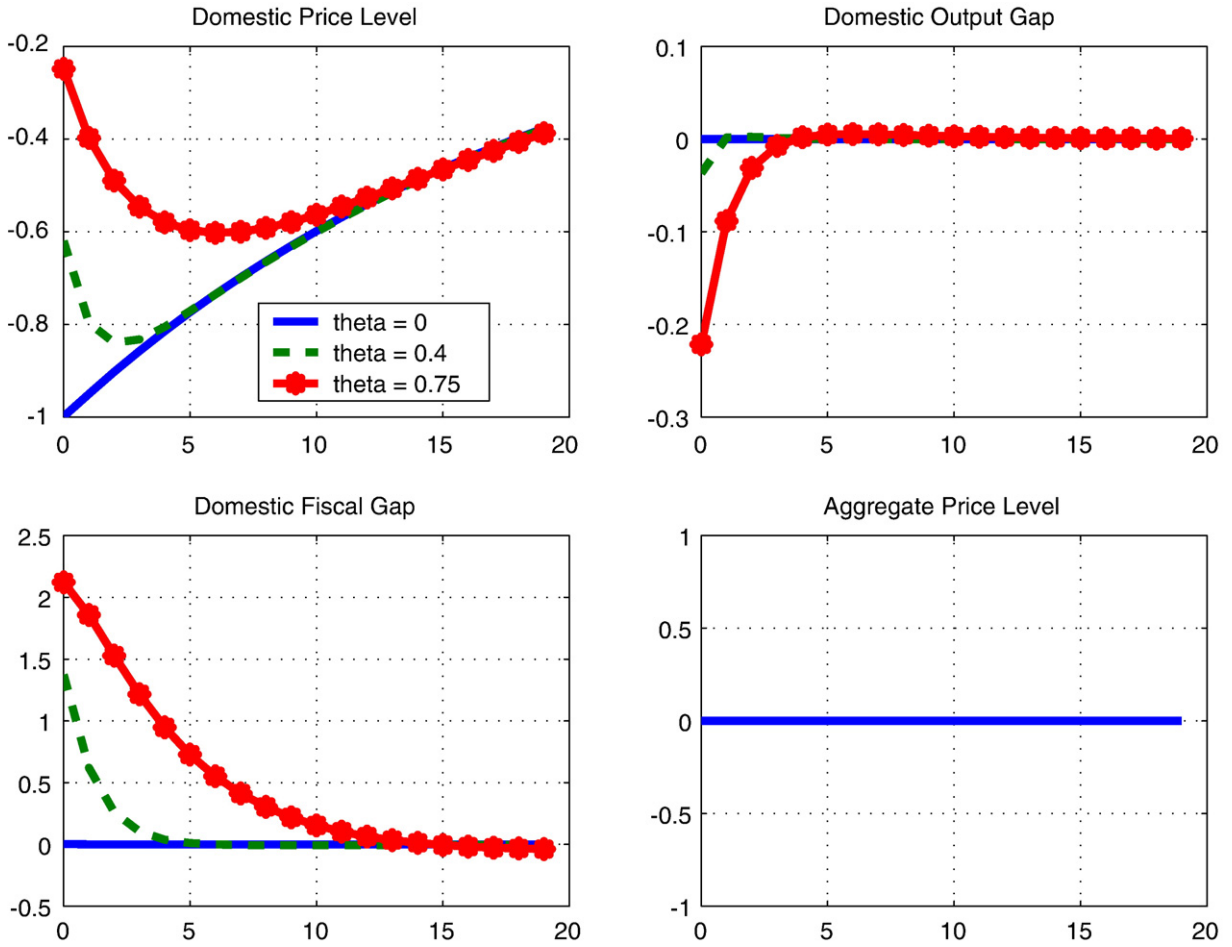 Domestic Price Level
-0.2
-0.4
-0.6
-0.8
-1
0 5 10 15 20
theta = 0
theta = 0.4
theta = 0.75
Domestic Output Gap
0.1
0
-0.1
-0.2
-0.3
0 5 10 15 20
Domestic Fiscal Gap
2.5
2
1.5
1
0.5
0
-0.5
0 5 10 15 20
Aggregate Price Level
1
0.5
0
-0.5
-1
0 5 10 15 20